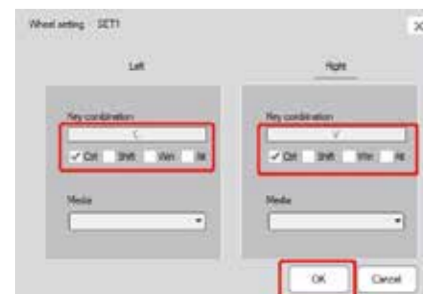 Wheel setting SET1
Left
Right
Key combination
C
Ctrl Shift Win Alt
Media
Key combination
V
Ctrl Shift Win Alt
Media
OK Cancel